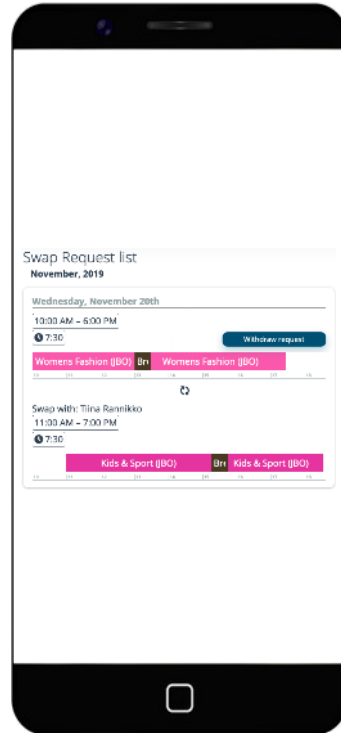 Swap Request list
November, 2019
Wednesday, November 20th
10:00 AM – 6:00 PM
7:30
Withdraw request
Womens Fashion (JBO) Bre Womens Fashion (JBO)
Swap with: Tiina Rannikko
11:00 AM – 7:00 PM
7:30
Kids & Sport (JBO) Bre Kids & Sport (JBO)